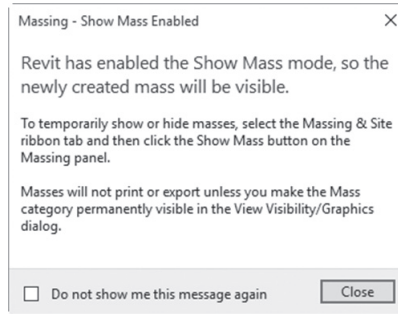 Massing - Show Mass Enabled
Revit has enabled the Show Mass mode, so the
newly created mass will be visible.
To temporarily show or hide masses, select the Massing & Site
ribbon tab and then click the Show Mass button on the
Massing panel.
Masses will not print or export unless you make the Mass
category permanently visible in the View Visibility/Graphics
dialog.
Do not show me this message again
Close